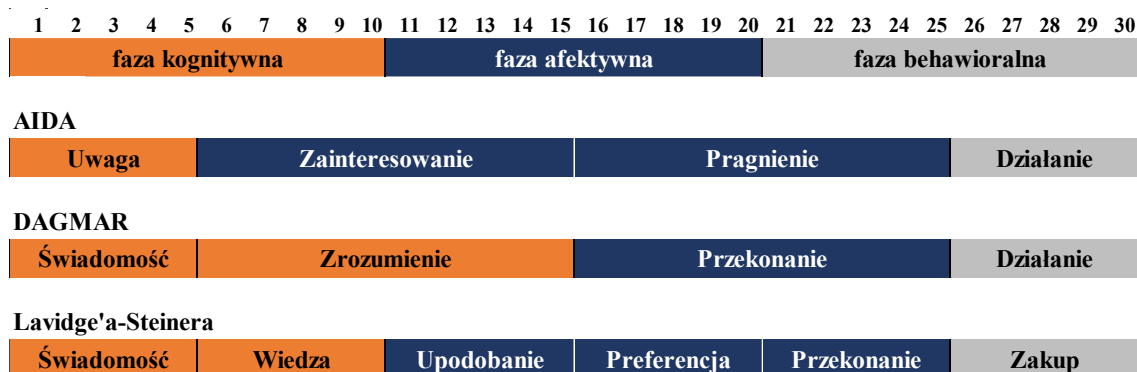 1 2 3 4 5 6 7 8 9 10 11 12 13 14 15 16 17 18 19 20 21 22 23 24 25 26 27 28 29 30
faza kognitywna faza afektywna faza behawioralna
AIDA
Uwaga Zainteresowanie Pragnienie Działanie
DAGMAR
Świadomość Zrozumienie Przekonanie Działanie
Lavidge'a-Steinera
Świadomość Wiedza Upodobanie Preferencja Przekonanie Zakup